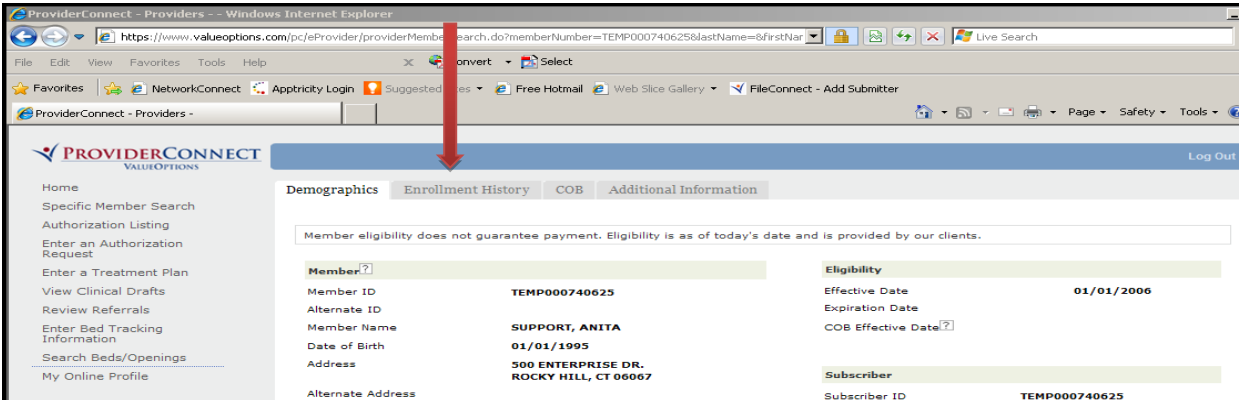 ProviderConnect - Providers - - Windows Internet Explorer
https://www.valueoptions.com/pc/eProvider/providerMember earch.do?memberNumber=TEMP000740625&lastName=&firstNar
Live Search
File Edit View Favorites Tools Help
x onvert Select
Favorites NetworkConnect Apptricity Login Suggested es Free Hotmail Web Slice Gallery FileConnect - Add Submitter
ProviderConnect - Providers -
Page Safety Tools
PROVIDERCONNECT
VALUEOPTIONS
Log Out
Home
Specific Member Search
Authorization Listing
Enter an Authorization
Request
Enter a Treatment Plan
View Clinical Drafts
Review Referrals
Enter Bed Tracking
Information
Search Beds/Openings
My Online Profile
Demographics Enrollment History COB Additional Information
Member eligibility does not guarantee payment. Eligibility is as of today's date and is provided by our clients.
Member ?
Member ID TEMP000740625
Alternate ID
Member Name SUPPORT, ANITA
Date of Birth 01/01/1995
Address 500 ENTERPRISE DR.
ROCKY HILL, CT 06067
Alternate Address
Eligibility
Effective Date 01/01/2006
Expiration Date
COB Effective Date ?
Subscriber
Subscriber ID TEMP000740625